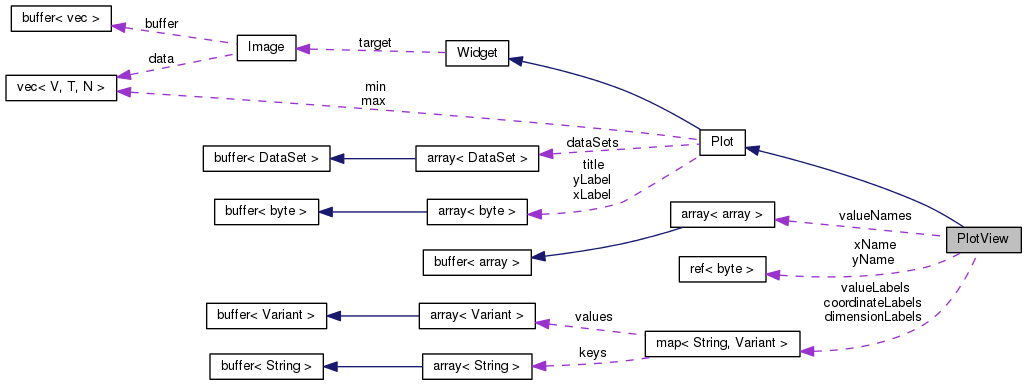 buffer< vec >
buffer
Image
target
Widget
data
vec< V, T, N >
min
max
Plot
dataSets
buffer< DataSet >
array< DataSet >
title
yLabel
xLabel
buffer< byte >
array< byte >
array< array >
valueNames
PlotView
xName
yName
buffer< array >
ref< byte >
valueLabels
coordinateLabels
dimensionLabels
buffer< Variant >
array< Variant >
values
map< String, Variant >
keys
buffer< String >
array< String >